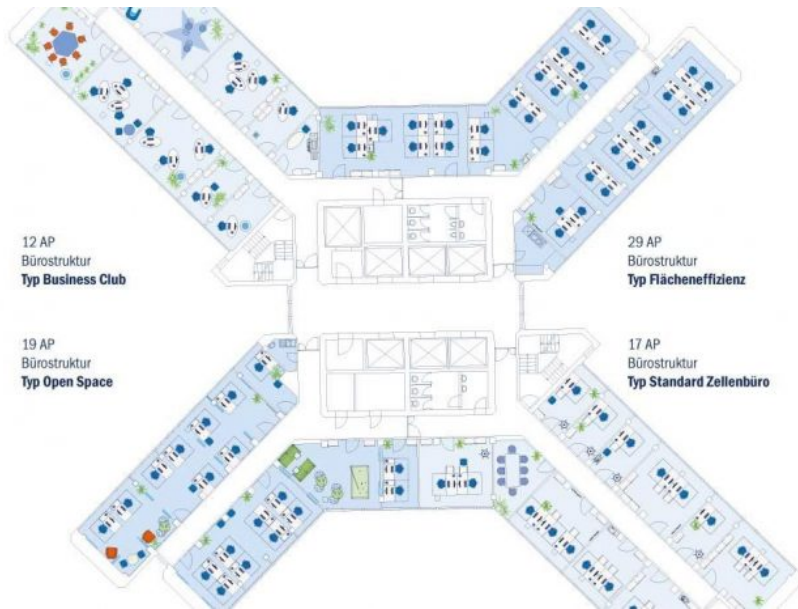 12 AP
Bürostruktur
Typ Business Club
29 AP
Bürostruktur
Typ Flächeneffizienz
19 AP
Bürostruktur
Typ Open Space
17 AP
Bürostruktur
Typ Standard Zellenbüro